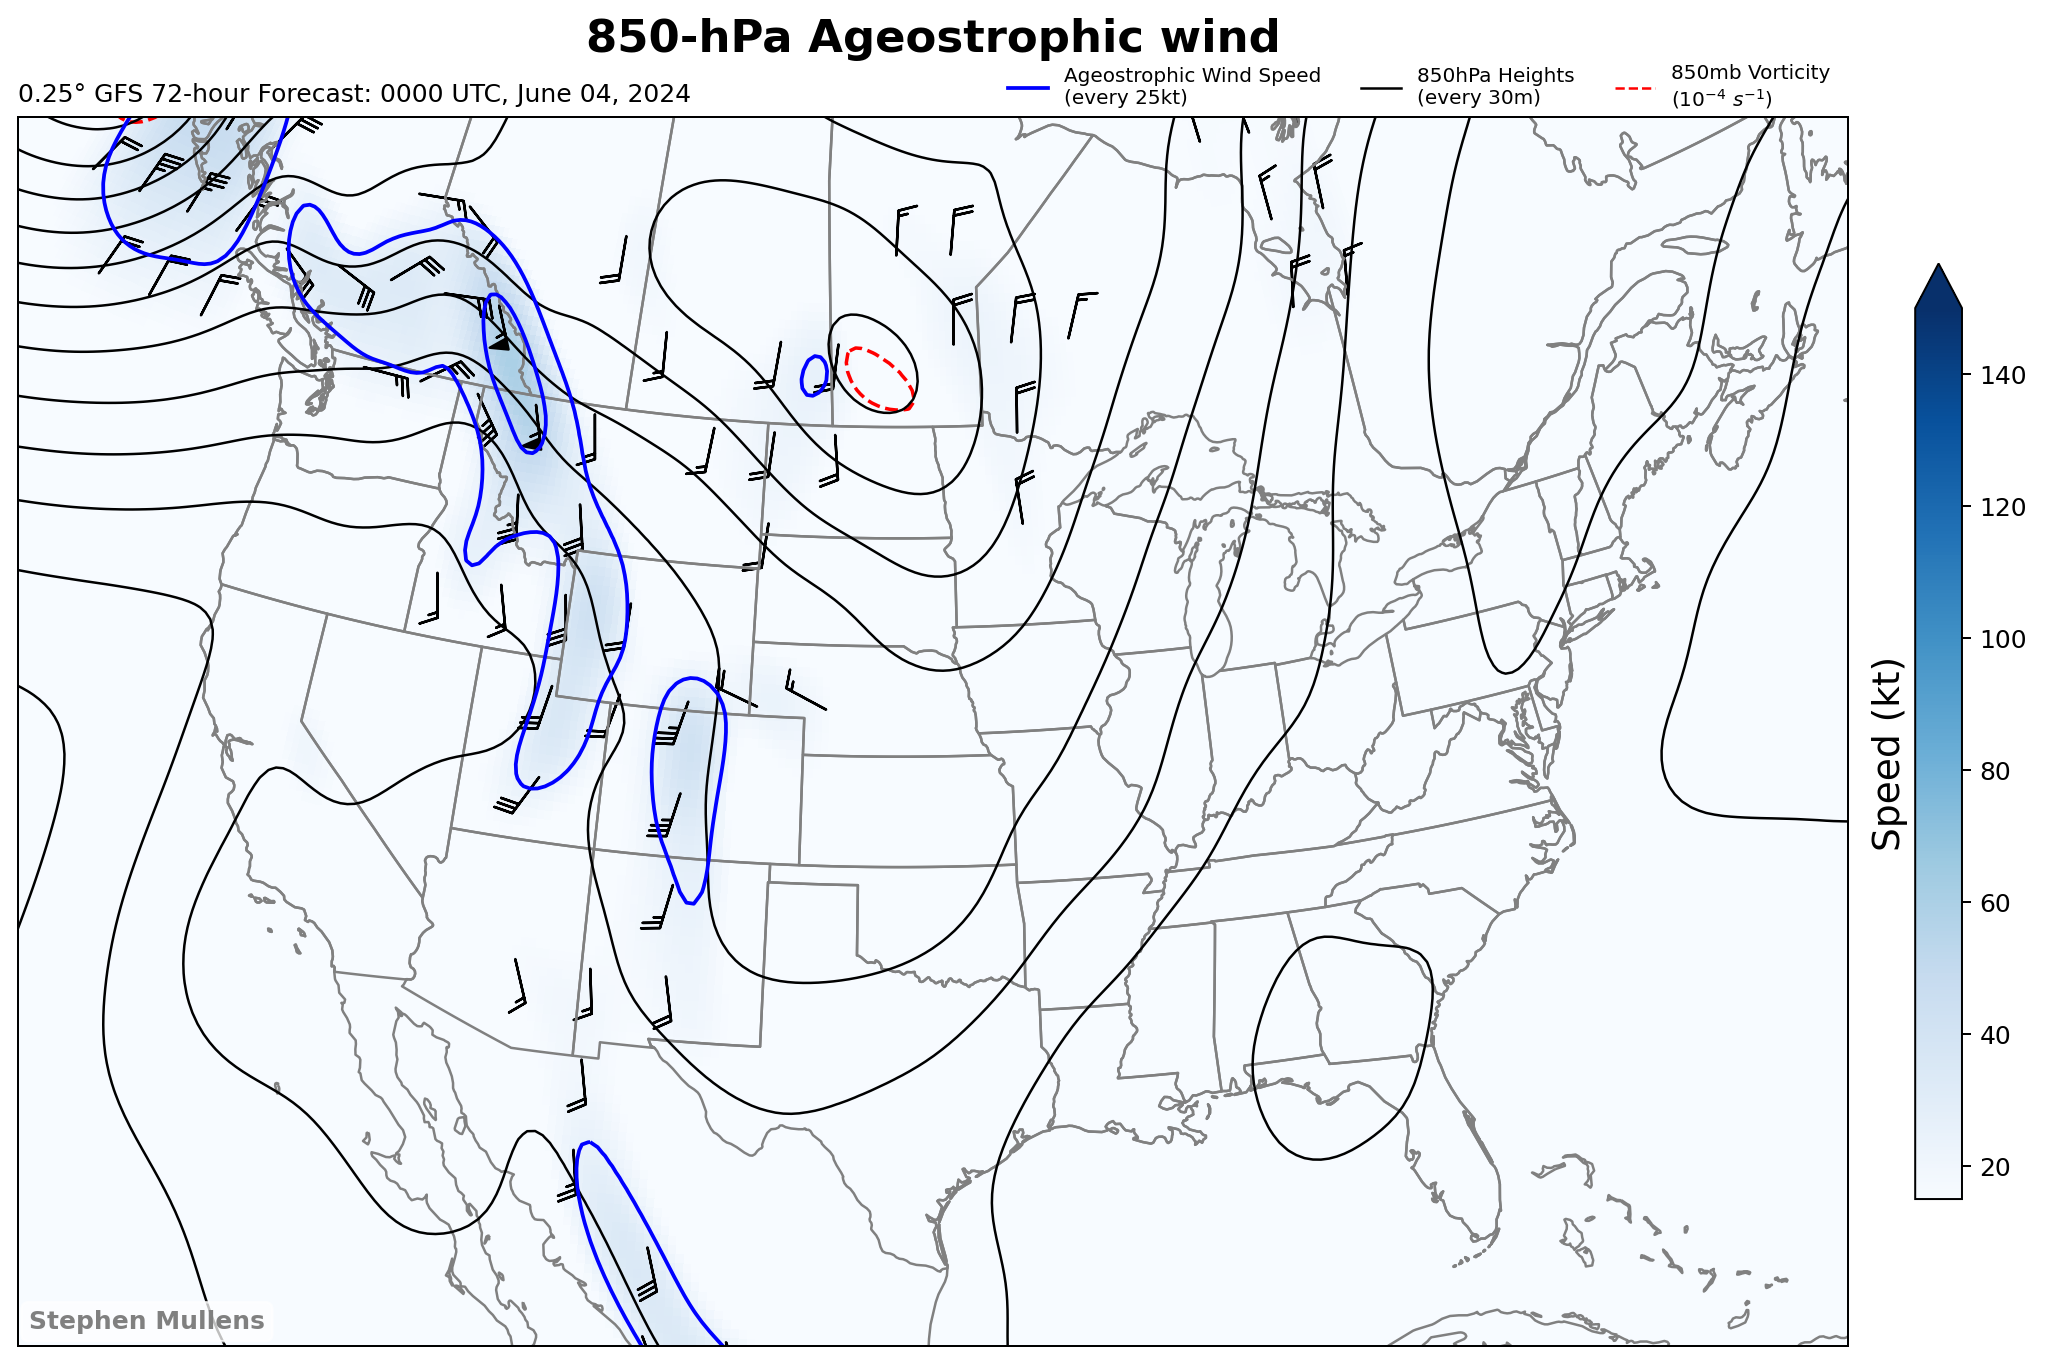 850-hPa Ageostrophic wind
0.25° GFS 72-hour Forecast: 0000 UTC, June 04, 2024
Ageostrophic Wind Speed
(every 25kt)
850hPa Heights
(every 30m)
850mb Vorticity
(10⁻⁴ s⁻¹)
140
120
100
80
60
40
20
Speed (kt)
Stephen Mullens